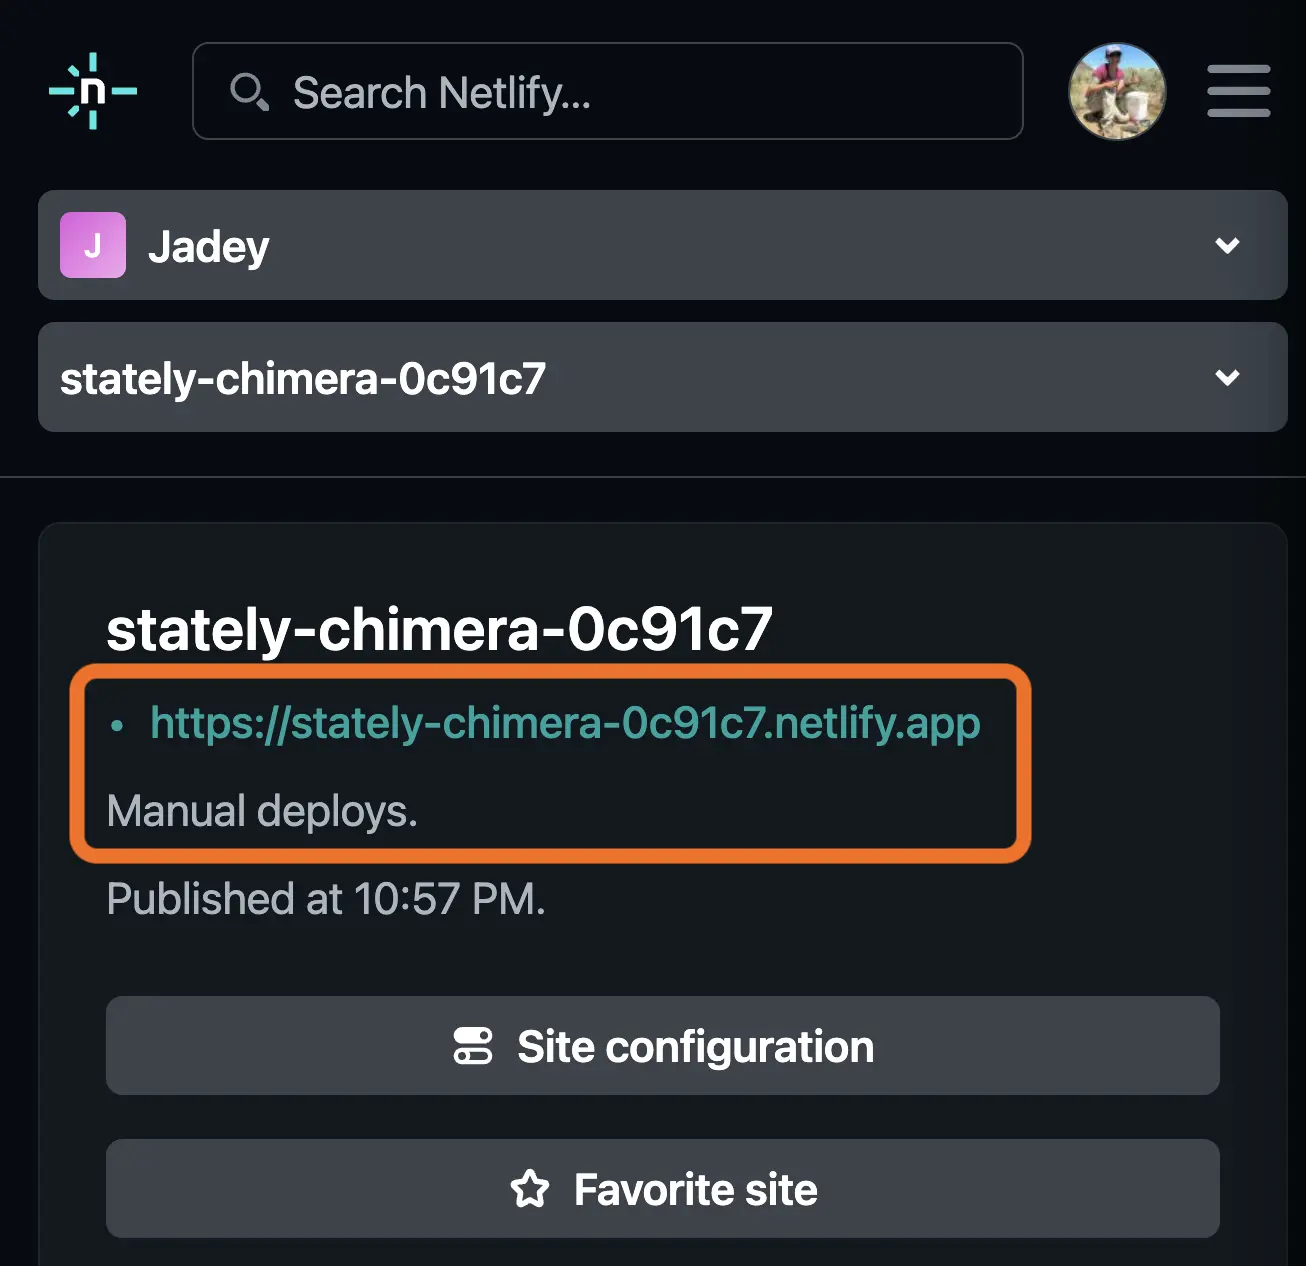 n
Search Netlify...
J Jadey
stately-chimera-0c91c7
stately-chimera-0c91c7
• https://stately-chimera-0c91c7.netlify.app
Manual deploys.
Published at 10:57 PM.
Site configuration
Favorite site